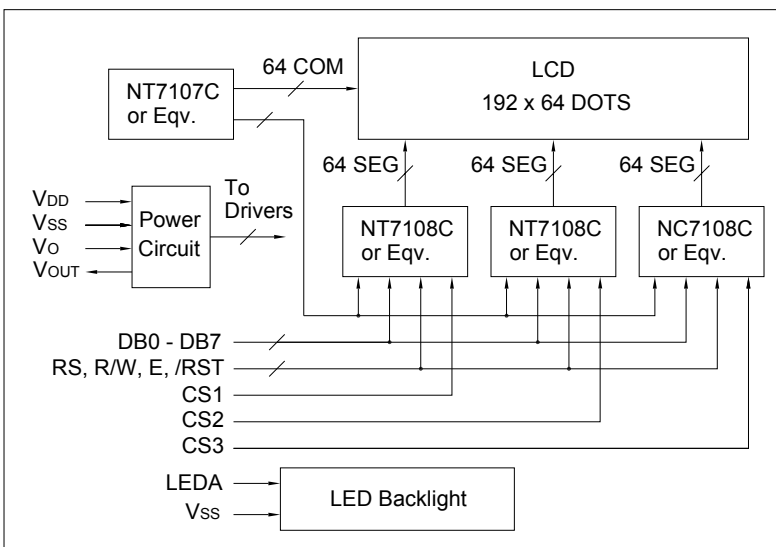 64 COM
NT7107C
or Eqv.
LCD
192 x 64 DOTS
64 SEG
64 SEG
64 SEG
VDD
VSS
VO
VOUT
Power
Circuit
To
Drivers
NT7108C
or Eqv.
NT7108C
or Eqv.
NC7108C
or Eqv.
DB0 - DB7
RS, R/W, E, /RST
CS1
CS2
CS3
LEDA
VSS
LED Backlight